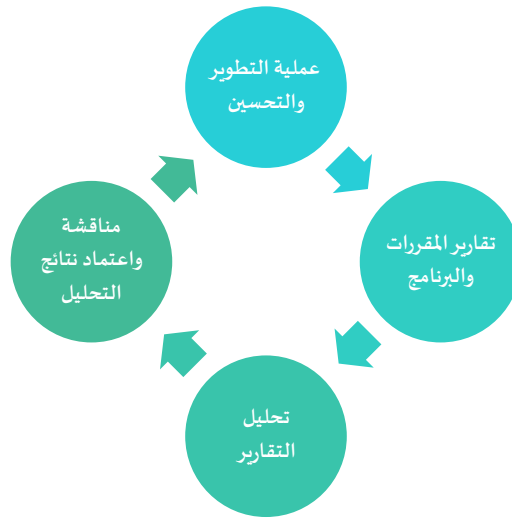 عملية التطوير
والتحسين
تقارير المقررات
والبرنامج
تحليل
التقارير
مناقشة
واعتماد نتائج
التحليل